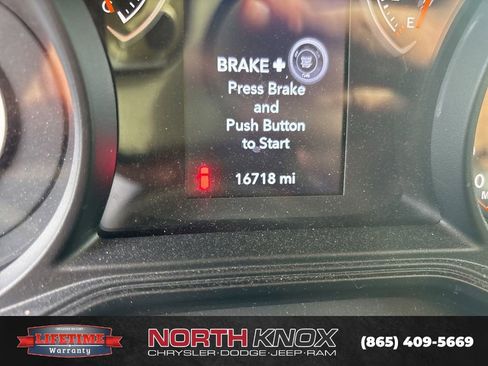 E
BRAKE +
Press Brake
and
Push Button
to Start
16718 mi
0
M
LIFETIME
Warranty
NORTH KNOX
CHRYSLER • DODGE • JEEP • RAM
(865) 409-5669